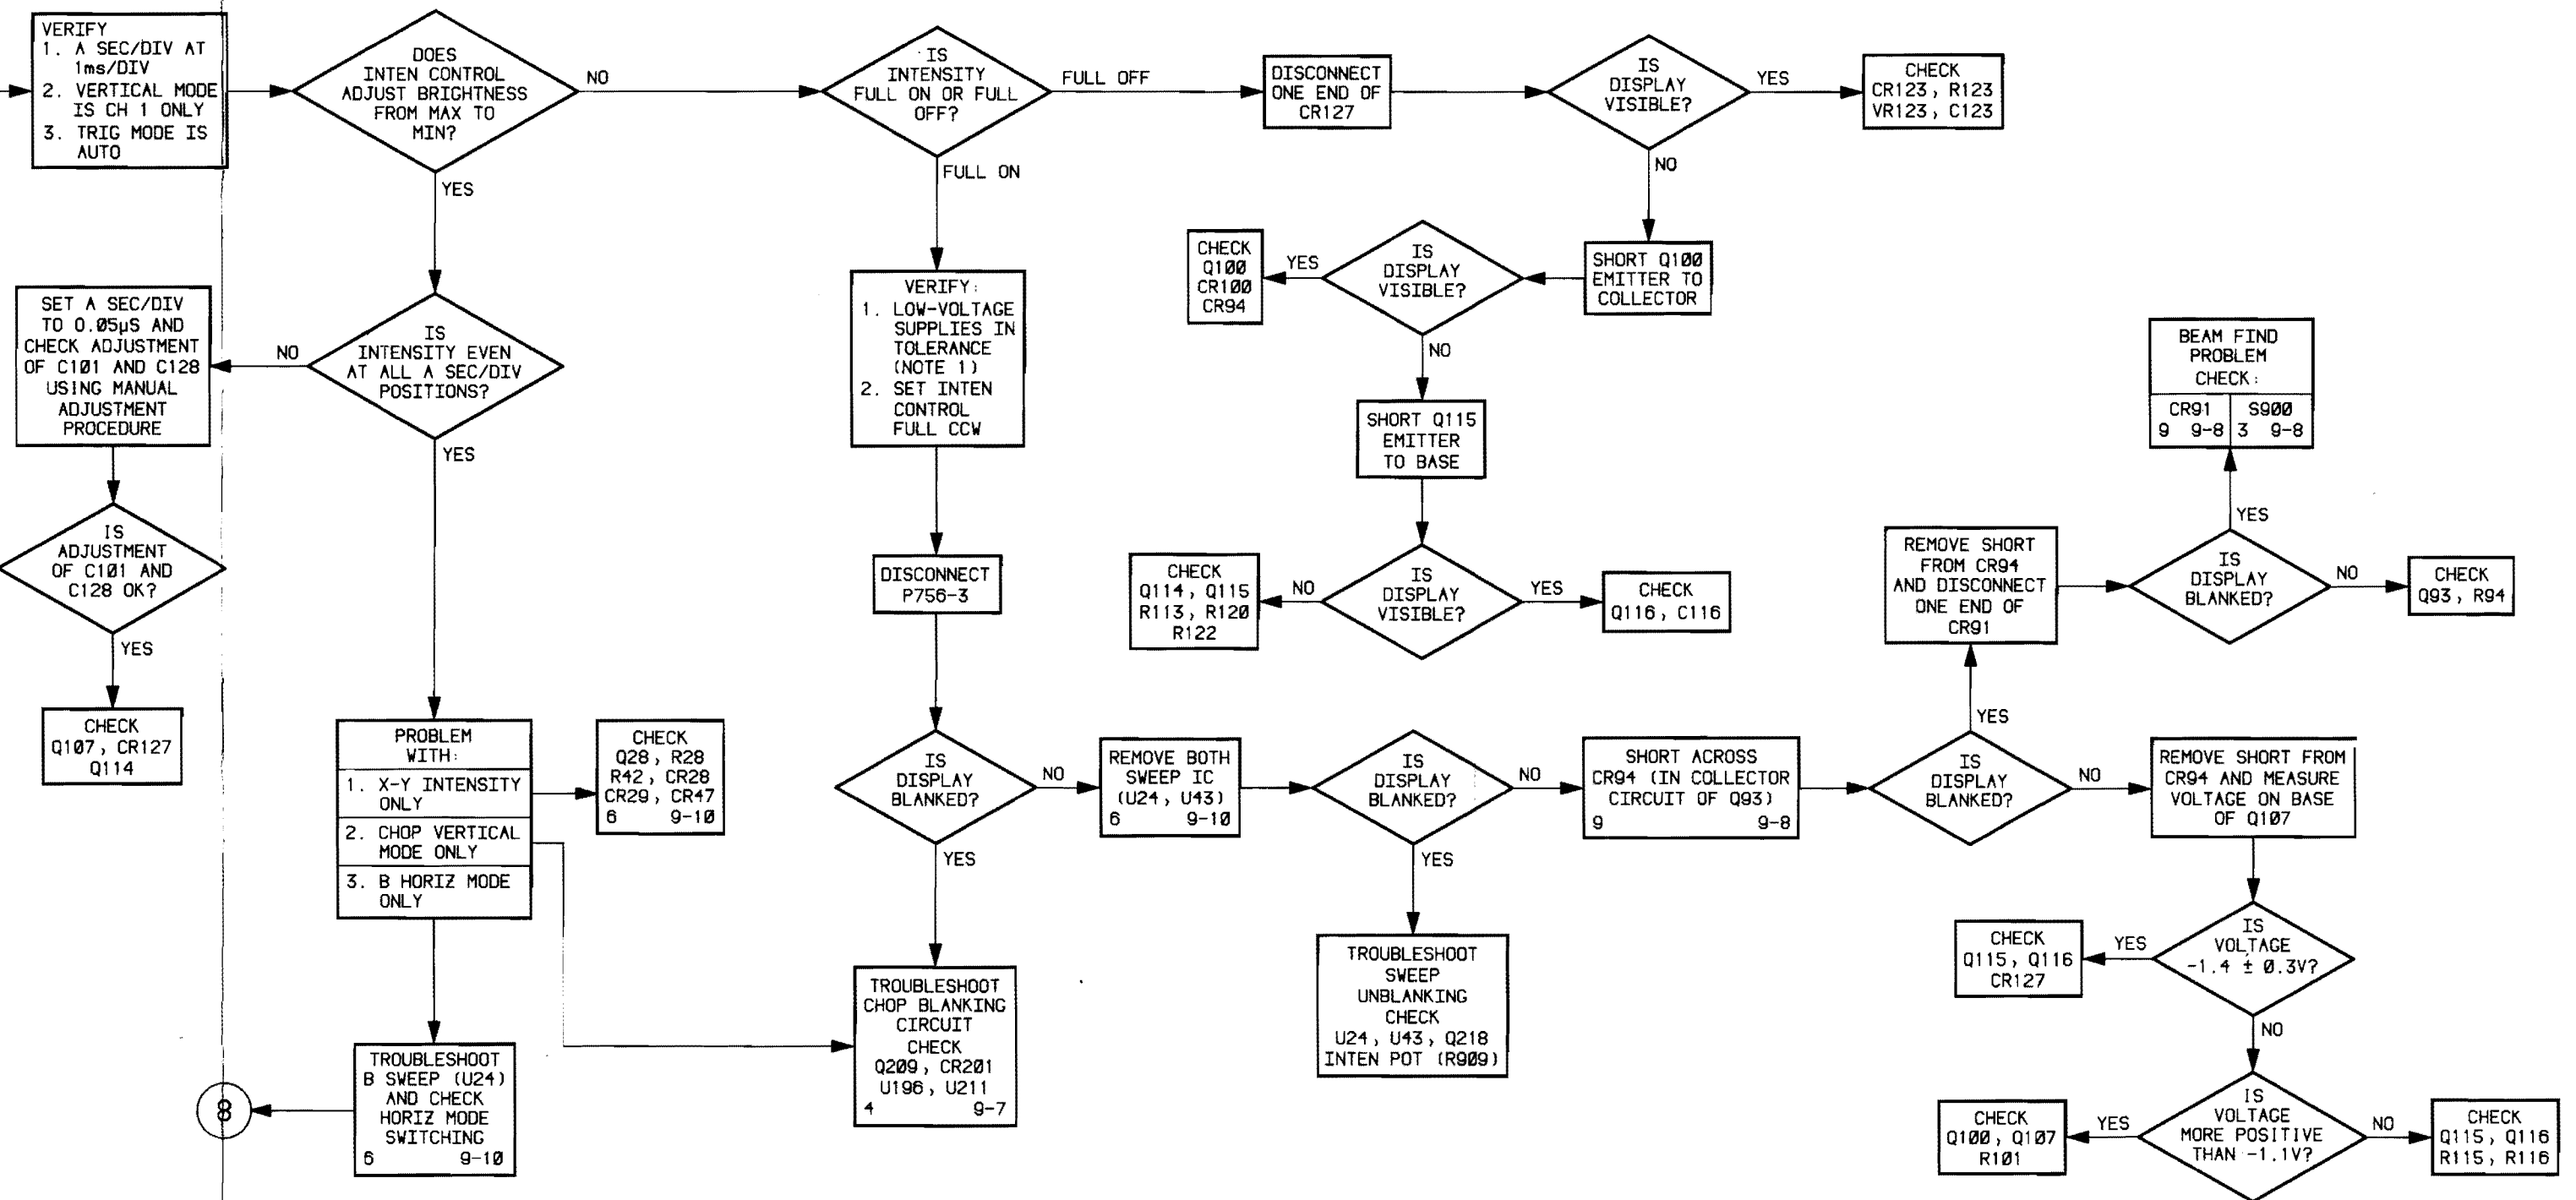 VERIFY
1. A SEC/DIV AT
1ms/DIV
2. VERTICAL MODE
IS CH 1 ONLY
3. TRIG MODE IS
AUTO
DOES
INTEN CONTROL
ADJUST BRIGHTNESS
FROM MAX TO
MIN?
NO
YES
IS
INTENSITY
FULL ON OR FULL
OFF?
FULL OFF
FULL ON
DISCONNECT
ONE END OF
CR127
IS
DISPLAY
VISIBLE?
YES
NO
CHECK
CR123, R123
VR123, C123
SHORT Q100
EMITTER TO
COLLECTOR
IS
DISPLAY
VISIBLE?
YES
NO
CHECK
Q100
CR100
CR94
SHORT Q115
EMITTER
TO BASE
IS
DISPLAY
VISIBLE?
NO
YES
CHECK
Q114, Q115
R113, R120
R122
CHECK
Q116, C116
IS
INTENSITY EVEN
AT ALL A SEC/DIV
POSITIONS?
NO
YES
SET A SEC/DIV
TO 0.05µS AND
CHECK ADJUSTMENT
OF C101 AND C128
USING MANUAL
ADJUSTMENT
PROCEDURE
IS
ADJUSTMENT
OF C101 AND
C128 OK?
YES
CHECK
Q107, CR127
Q114
VERIFY:
1. LOW-VOLTAGE
SUPPLIES IN
TOLERANCE
(NOTE 1)
2. SET INTEN
CONTROL
FULL CCW
DISCONNECT
P756-3
PROBLEM
WITH:
1. X-Y INTENSITY
ONLY
2. CHOP VERTICAL
MODE ONLY
3. B HORIZ MODE
ONLY
CHECK
Q28, R28
R42, CR28
CR29, CR47
6 9-10
TROUBLESHOOT
B SWEEP (U24)
AND CHECK
HORIZ MODE
SWITCHING
6 9-10
8
IS
DISPLAY
BLANKED?
NO
YES
TROUBLESHOOT
CHOP BLANKING
CIRCUIT
CHECK
Q209, CR201
U196, U211
4 9-7
REMOVE BOTH
SWEEP IC
(U24, U43)
6 9-10
IS
DISPLAY
BLANKED?
NO
YES
TROUBLESHOOT
SWEEP
UNBLANKING
CHECK
U24, U43, Q218
INTEN POT (R909)
SHORT ACROSS
CR94 (IN COLLECTOR
CIRCUIT OF Q93)
9 9-8
IS
DISPLAY
BLANKED?
YES
NO
REMOVE SHORT
FROM CR94
AND DISCONNECT
ONE END OF
CR91
IS
DISPLAY
BLANKED?
YES
NO
BEAM FIND
PROBLEM
CHECK:
CR91 S900
9 9-8 3 9-8
CHECK
Q93, R94
REMOVE SHORT FROM
CR94 AND MEASURE
VOLTAGE ON BASE
OF Q107
IS
VOLTAGE
-1.4 ± 0.3V?
YES
NO
CHECK
Q115, Q116
CR127
IS
VOLTAGE
MORE POSITIVE
THAN -1.1V?
YES
NO
CHECK
Q100, Q107
R101
CHECK
Q115, Q116
R115, R116